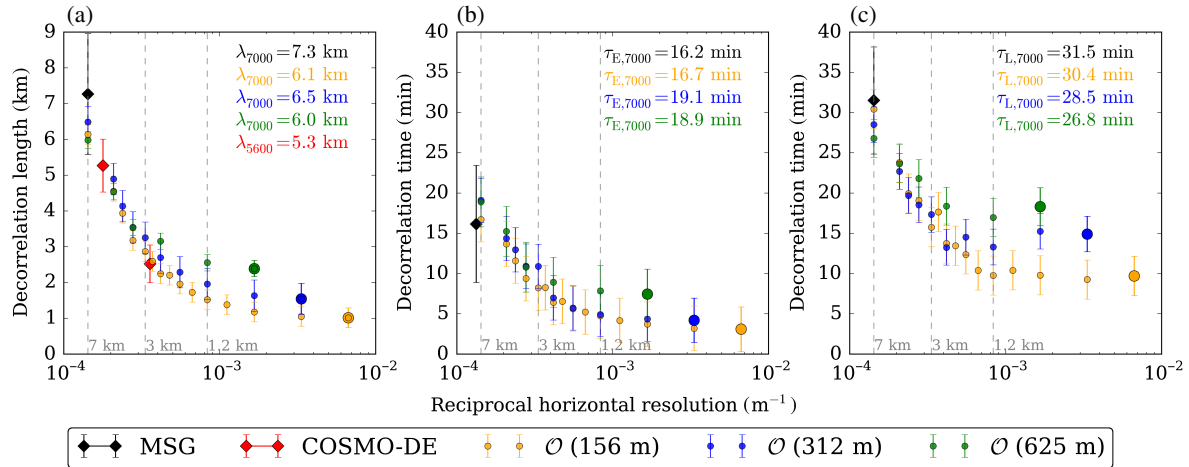 (a)
9
8
7
6
5
4
3
2
1
0
10⁻⁴
10⁻³
10⁻²
Decorrelation length (km)
λ₇₀₀₀=7.3 km
λ₇₀₀₀=6.1 km
λ₇₀₀₀=6.5 km
λ₇₀₀₀=6.0 km
λ₅₆₀₀=5.3 km
7 km
3 km
1.2 km
(b)
40
35
30
25
20
15
10
5
0
10⁻⁴
10⁻³
10⁻²
Decorrelation time (min)
τE,7000=16.2 min
τE,7000=16.7 min
τE,7000=19.1 min
τE,7000=18.9 min
7 km
3 km
1.2 km
(c)
40
35
30
25
20
15
10
5
0
10⁻⁴
10⁻³
10⁻²
Decorrelation time (min)
τL,7000=31.5 min
τL,7000=30.4 min
τL,7000=28.5 min
τL,7000=26.8 min
7 km
3 km
1.2 km
Reciprocal horizontal resolution (m⁻¹)
MSG COSMO-DE 𝒪 (156 m) 𝒪 (312 m) 𝒪 (625 m)